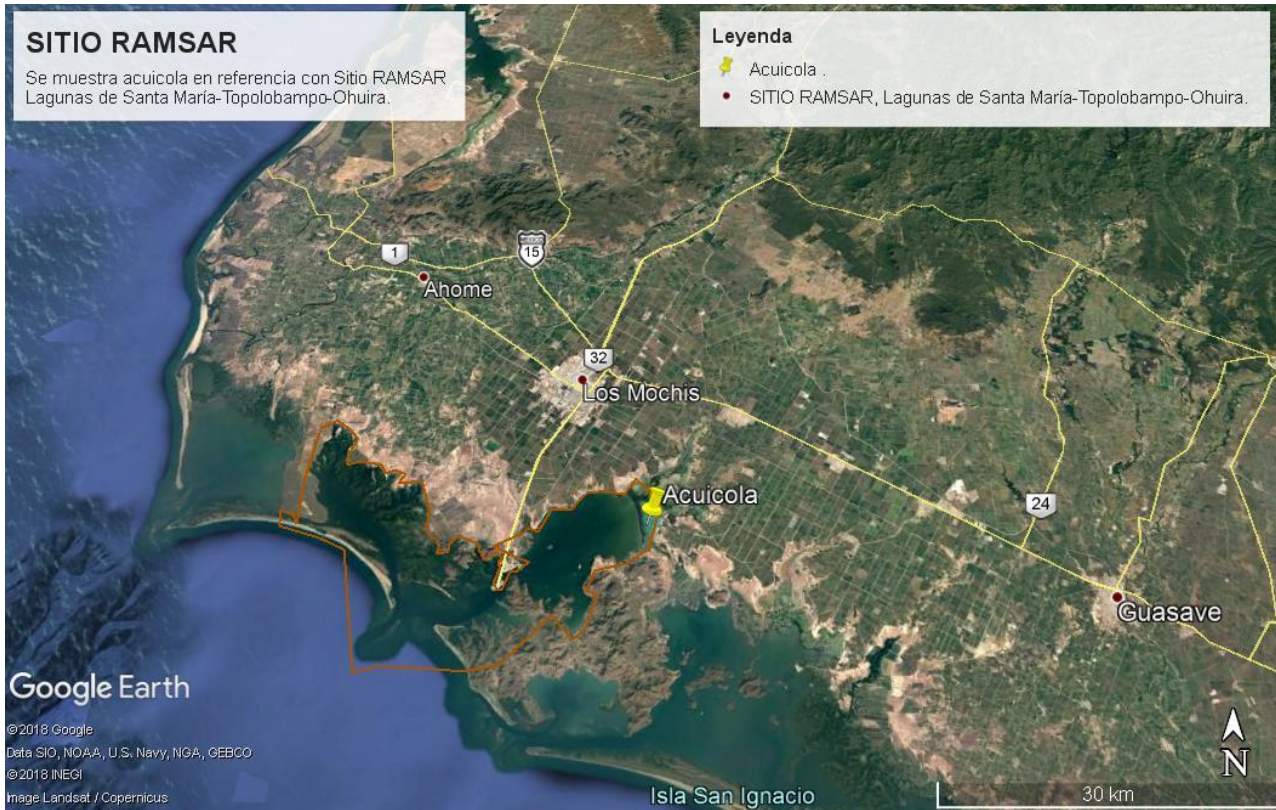 SITIO RAMSAR
Se muestra acuicola en referencia con Sitio RAMSAR
Lagunas de Santa María-Topolobampo-Ohuira.
Leyenda
Acuicola .
SITIO RAMSAR, Lagunas de Santa María-Topolobampo-Ohuira.
1
MEXICO
15
Ahome
32
Los Mochis
Acuicola
24
Guasave
Google Earth
©2018 Google
Data SIO, NOAA, U.S. Navy, NGA, GEBCO
©2018 INEGI
Image Landsat / Copernicus
Isla San Ignacio
N
30 km